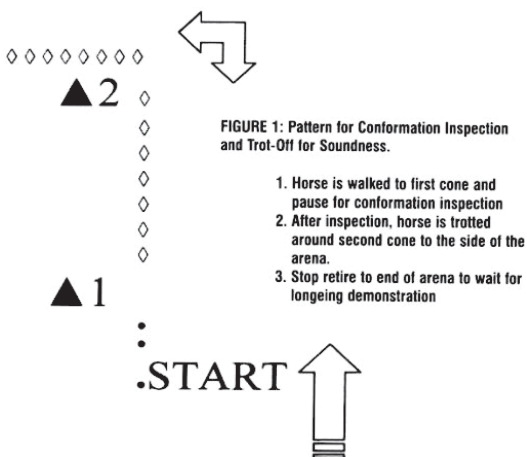 2
FIGURE 1: Pattern for Conformation Inspection
and Trot-Off for Soundness.
1. Horse is walked to first cone and
pause for conformation inspection
2. After inspection, horse is trotted
around second cone to the side of the
arena.
3. Stop retire to end of arena to wait for
longeing demonstration
1
.START